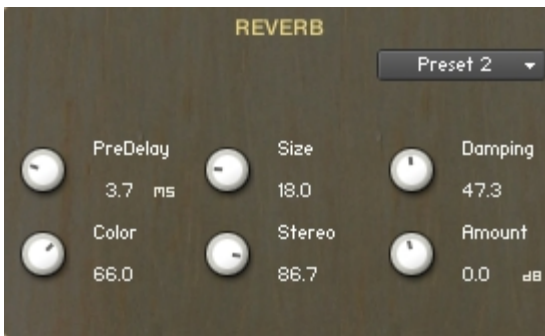 REVERB
Preset 2
PreDelay Size Damping
3.7 ms 18.0 47.3
Color Stereo Amount
66.0 86.7 0.0 dB